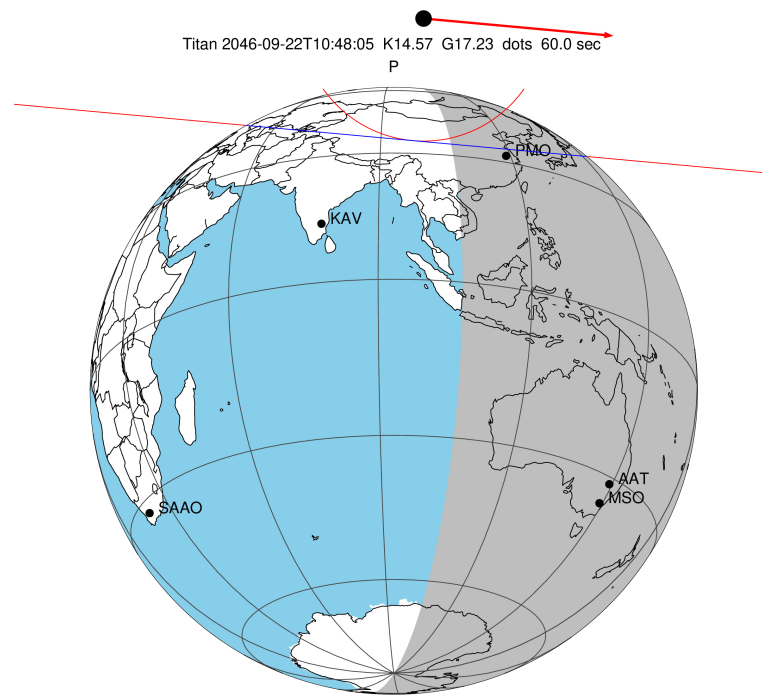 Titan 2046-09-22T10:48:05  K14.57  G17.23  dots  60.0 sec
P
PMO
KAV
AAT
MSO
SAAO